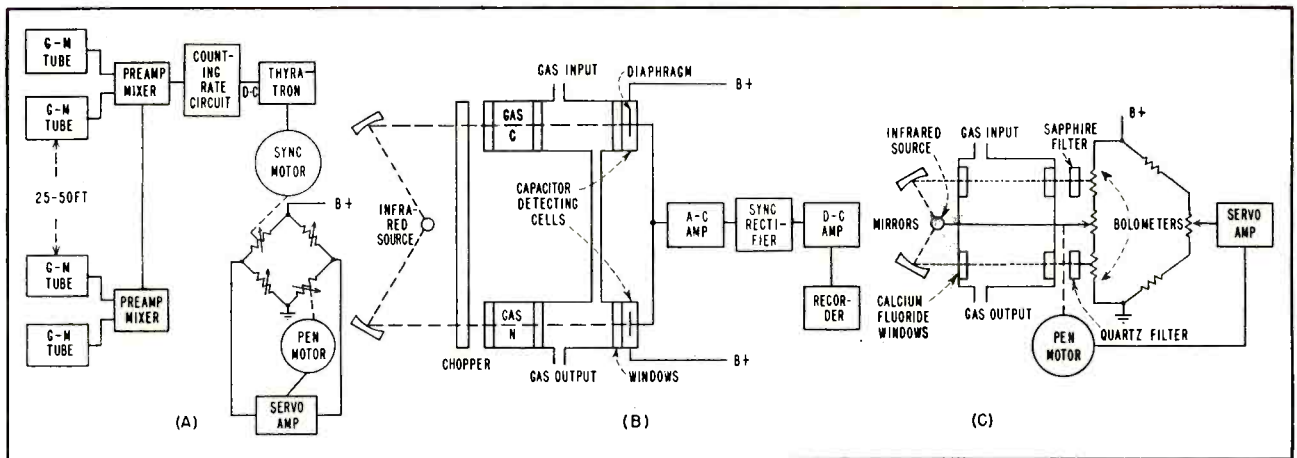 G-M
TUBE
G-M
TUBE
25-50FT
G-M
TUBE
G-M
TUBE
PREAMP
MIXER
PREAMP
MIXER
COUNT-
ING
RATE
CIRCUIT
D-C
THYRA-
TRON
SYNC
MOTOR
B+
PEN
MOTOR
SERVO
AMP
(A)
INFRA-
RED
SOURCE
CHOPPER
GAS INPUT
GAS
C
GAS
N
GAS OUTPUT
DIAPHRAGM
B+
CAPACITOR
DETECTING
CELLS
WINDOWS
B+
A-C
AMP
SYNC
RECTI-
FIER
D-C
AMP
RECOR-
DER
(B)
INFRARED
SOURCE
GAS INPUT
SAPPHIRE
FILTER
B+
MIRRORS
BOLOMETERS
SERVO
AMP
CALCIUM
FLUORIDE
WINDOWS
GAS OUTPUT
QUARTZ FILTER
PEN
MOTOR
(C)